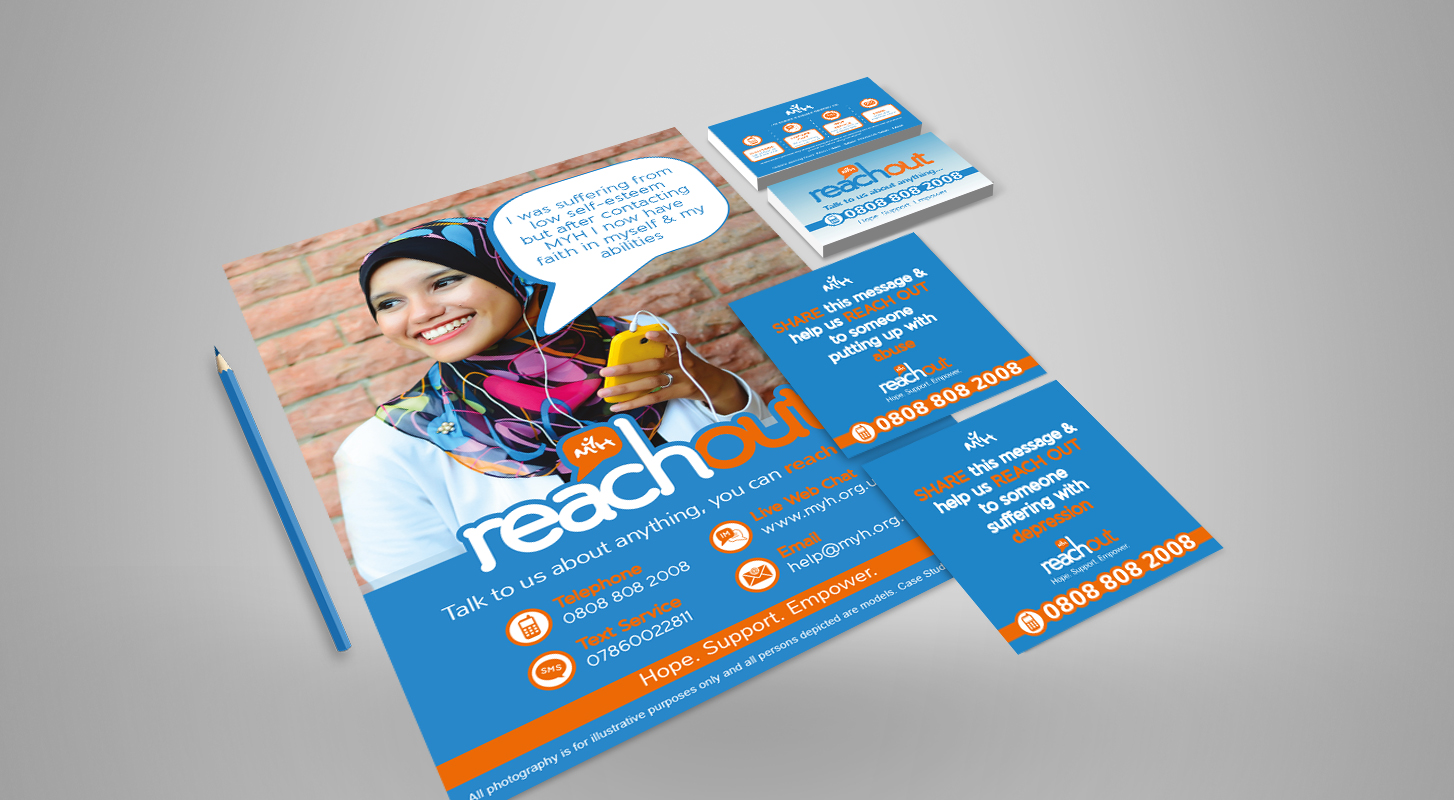 I was suffering from
low self-esteem
but after contacting
MYH I now have
faith in myself & my
abilities
MYH
reachout
Talk to us about anything, you can reach
Telephone
0808 808 2008
Live Web Chat
www.myh.org.u
SMS
Text Service
07860022811
IM
Email
help@myh.org.
Hope. Support. Empower.
All photography is for illustrative purposes only and all persons depicted are models. Case Stud
MYH
reachout
Talk to us about anything...
0808 808 2008
Hope. Support. Empower
MYH
SHARE this message &
help us REACH OUT
to someone
putting up with
abuse
reachout
Hope. Support. Empower.
0808 808 2008
MYH
SHARE this message &
help us REACH OUT
to someone
suffering with
depression
reachout
Hope. Support. Empower.
0808 808 2008